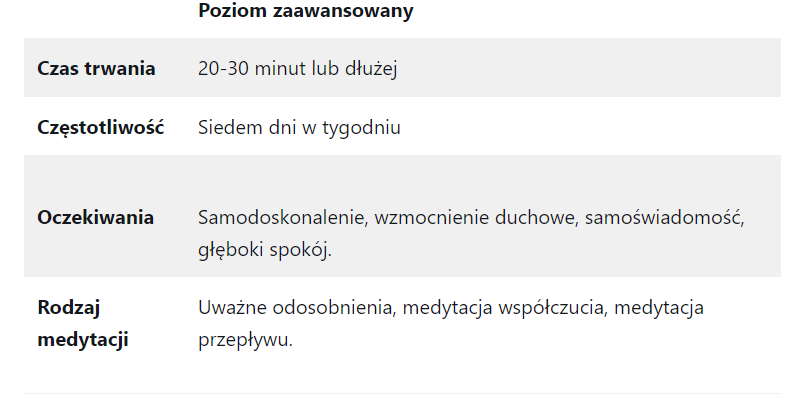 Poziom zaawansowany
Czas trwania 20-30 minut lub dłużej
Częstotliwość Siedem dni w tygodniu
Oczekiwania Samodoskonalenie, wzmocnienie duchowe, samoświadomość,
głęboki spokój.
Rodzaj Uważne odosobnienia, medytacja współczucia, medytacja
medytacji przepływu.